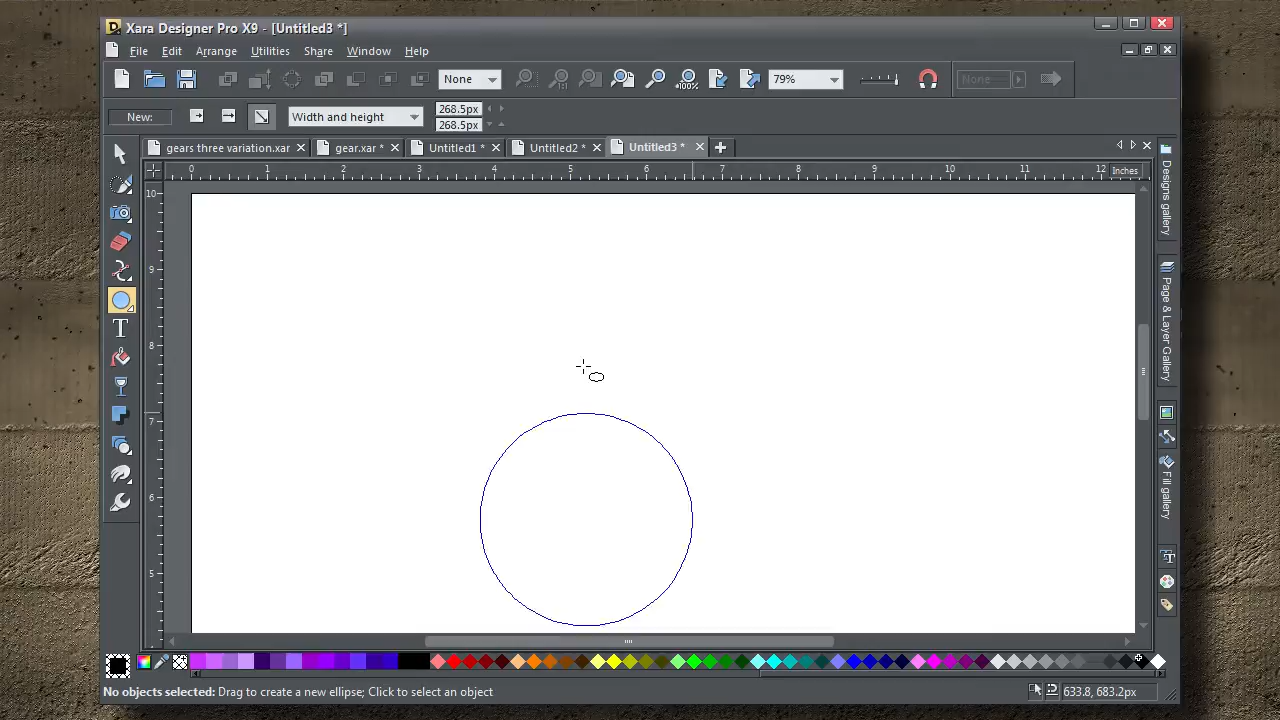 Xara Designer Pro X9 - [Untitled3 *]
File Edit Arrange Utilities Share Window Help
None 79% None
New: Width and height 268.5px
268.5px
gears three variation.xar gear.xar * Untitled1 * Untitled2 * Untitled3 *
0 1 2 3 4 5 6 7 8 9 10 11 12 Inches
10
9
8
7
6
5
Designs gallery
Page & Layer Gallery
Fill gallery
No objects selected: Drag to create a new ellipse; Click to select an object 633.8, 683.2px